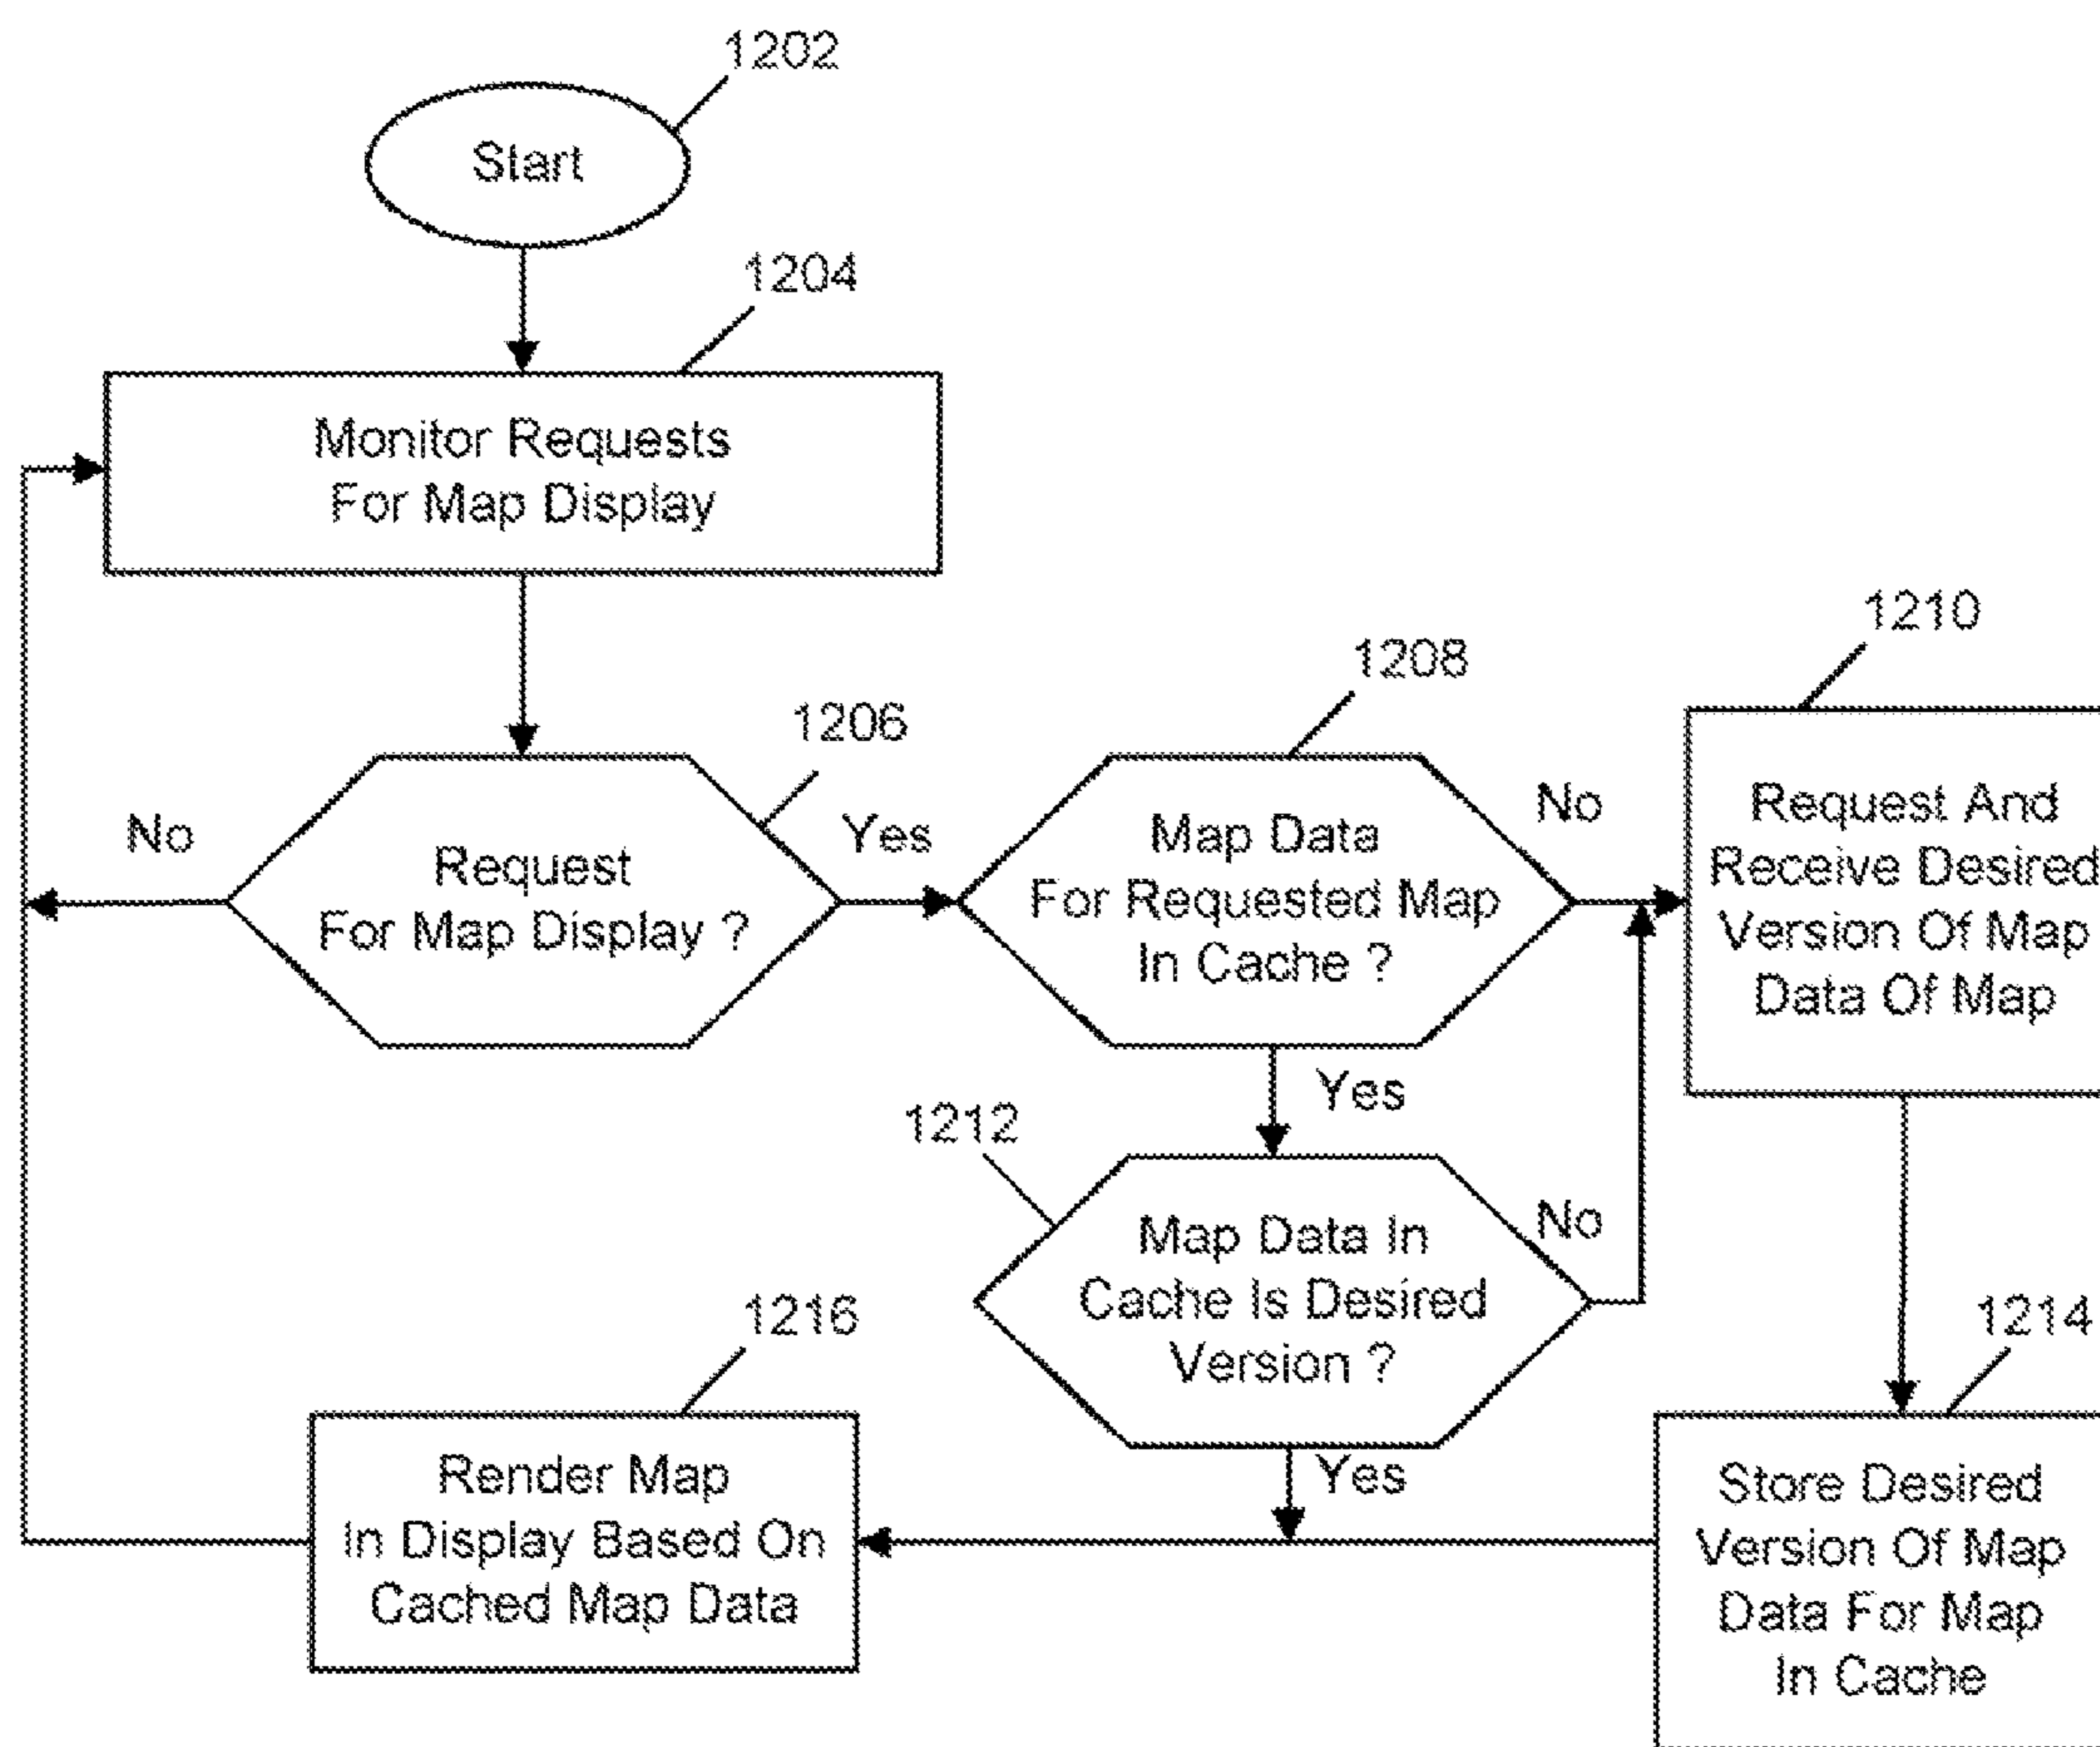 1202
Start
1204
Monitor Requests
For Map Display
1206
Request
For Map Display ?
No
Yes
1208
Map Data
For Requested Map
In Cache ?
No
Yes
1210
Request And
Receive Desired
Version Of Map
Data Of Map
1212
Map Data In
Cache Is Desired
Version ?
No
Yes
1214
Store Desired
Version Of Map
Data For Map
In Cache
1216
Render Map
In Display Based On
Cached Map Data